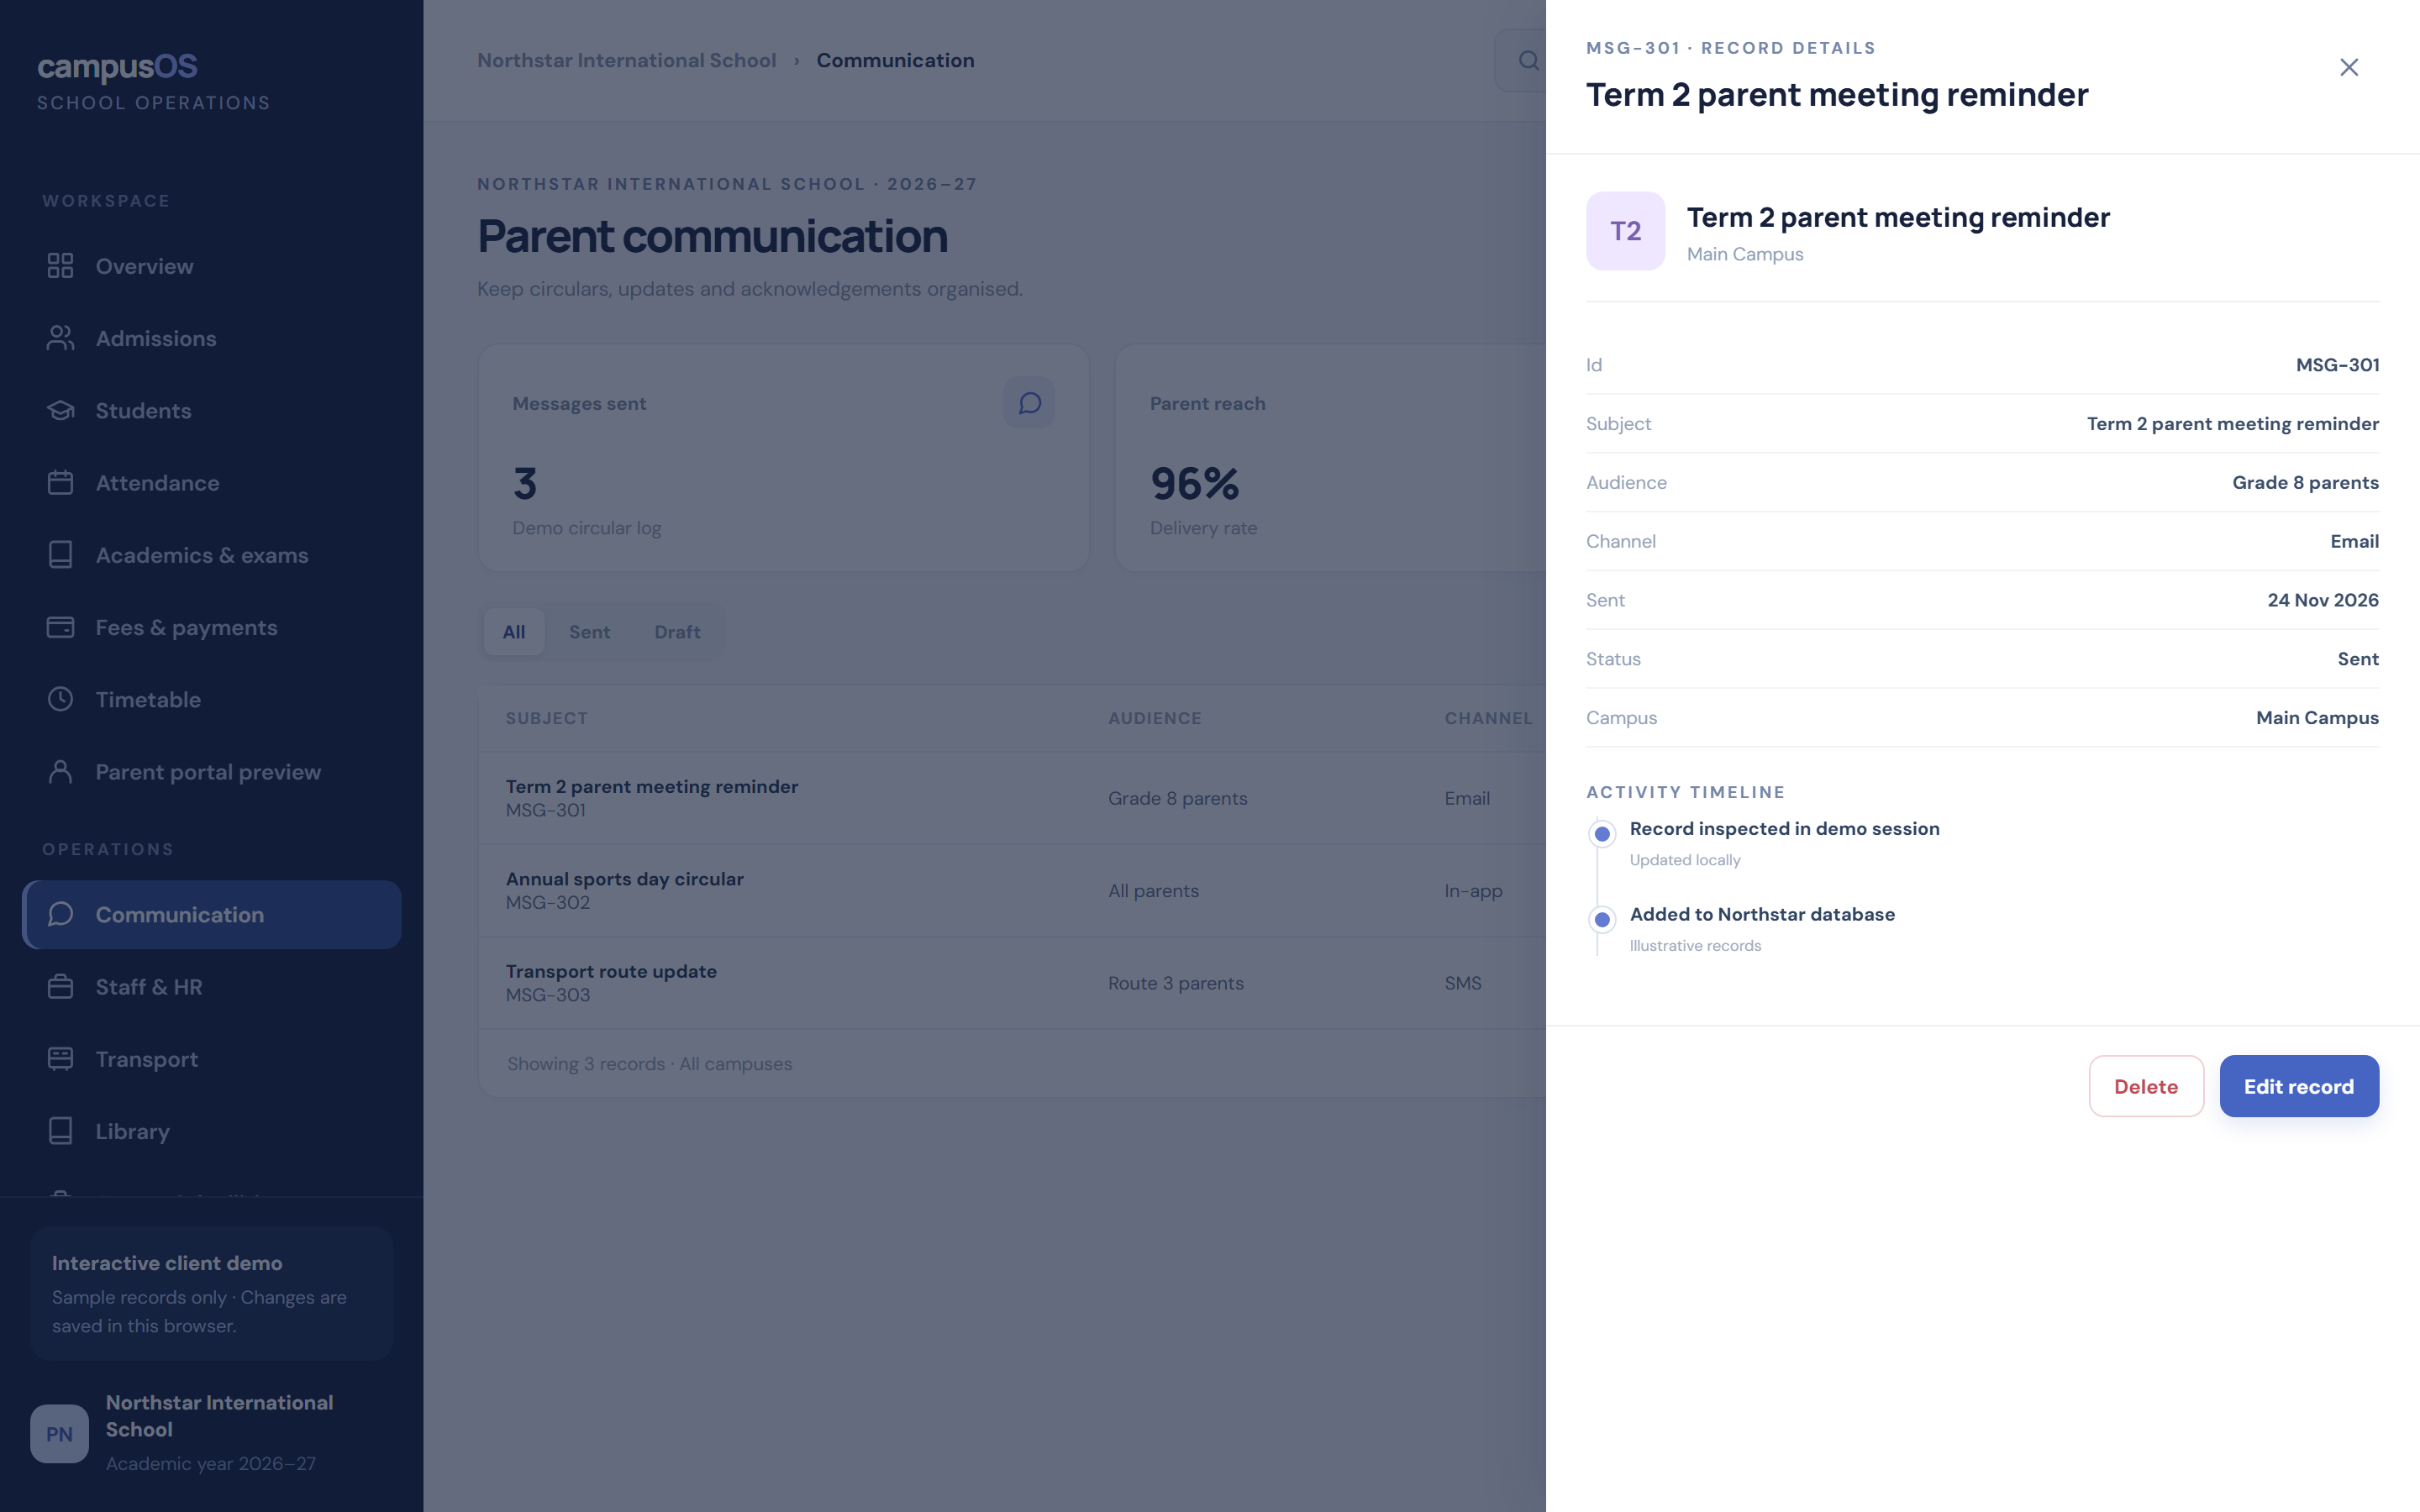 campusOS
SCHOOL OPERATIONS
WORKSPACE
Overview
Admissions
Students
Attendance
Academics & exams
Fees & payments
Timetable
Parent portal preview
OPERATIONS
Communication
Staff & HR
Transport
Library
Interactive client demo
Sample records only · Changes are
saved in this browser.
PN
Northstar International
School
Academic year 2026–27
Northstar International School › Communication
NORTHSTAR INTERNATIONAL SCHOOL · 2026–27
Parent communication
Keep circulars, updates and acknowledgements organised.
Messages sent
3
Demo circular log
Parent reach
96%
Delivery rate
All Sent Draft
SUBJECT AUDIENCE CHANNEL
Term 2 parent meeting reminder
MSG-301
Grade 8 parents
Email
Annual sports day circular
MSG-302
All parents
In-app
Transport route update
MSG-303
Route 3 parents
SMS
Showing 3 records · All campuses
MSG-301 · RECORD DETAILS
Term 2 parent meeting reminder
T2
Term 2 parent meeting reminder
Main Campus
Id MSG-301
Subject Term 2 parent meeting reminder
Audience Grade 8 parents
Channel Email
Sent 24 Nov 2026
Status Sent
Campus Main Campus
ACTIVITY TIMELINE
Record inspected in demo session
Updated locally
Added to Northstar database
Illustrative records
Delete
Edit record